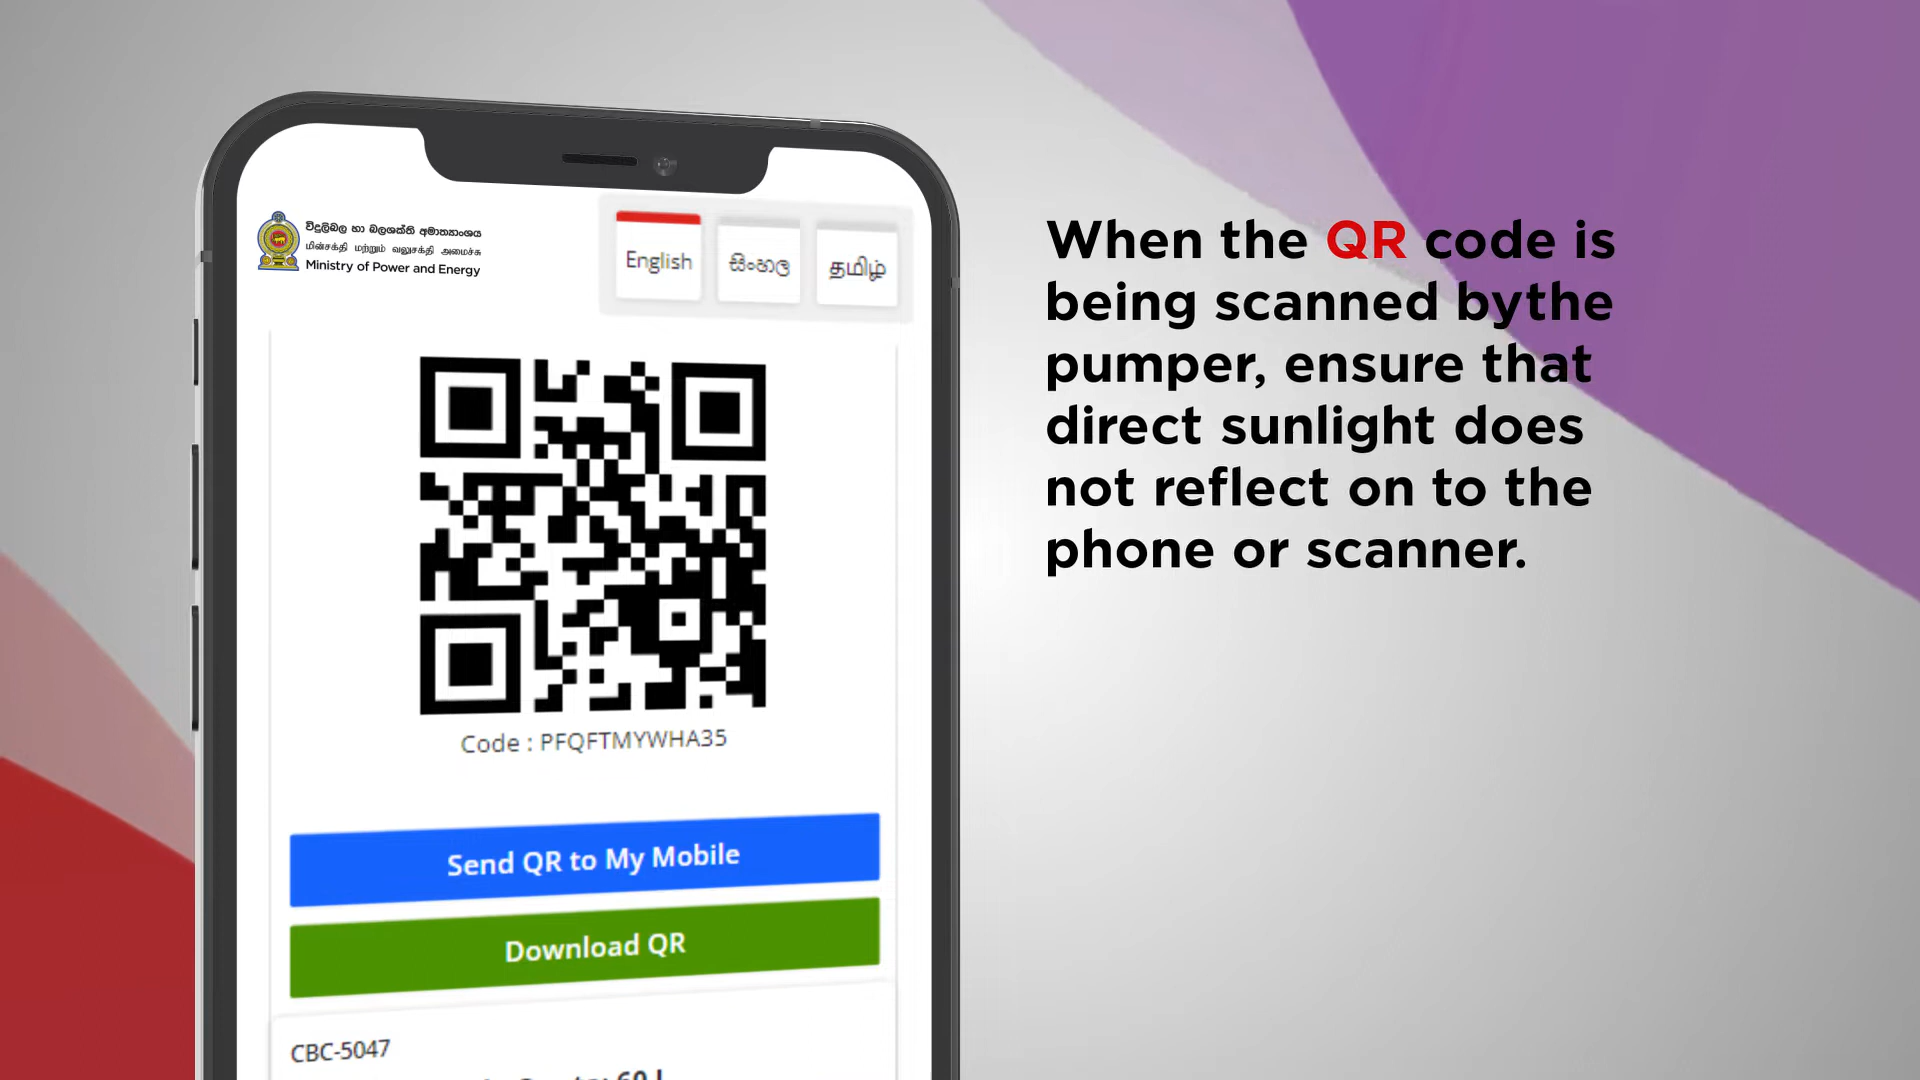 විදුලිබල හා බලශක්ති අමාත්‍යාංශය
மின்சக்தி மற்றும் வலுசக்தி அமைச்சு
Ministry of Power and Energy
English
සිංහල
தமிழ்
Code : PFQFTMYWHA35
Send QR to My Mobile
Download QR
CBC-5047
When the QR code is
being scanned bythe
pumper, ensure that
direct sunlight does
not reflect on to the
phone or scanner.